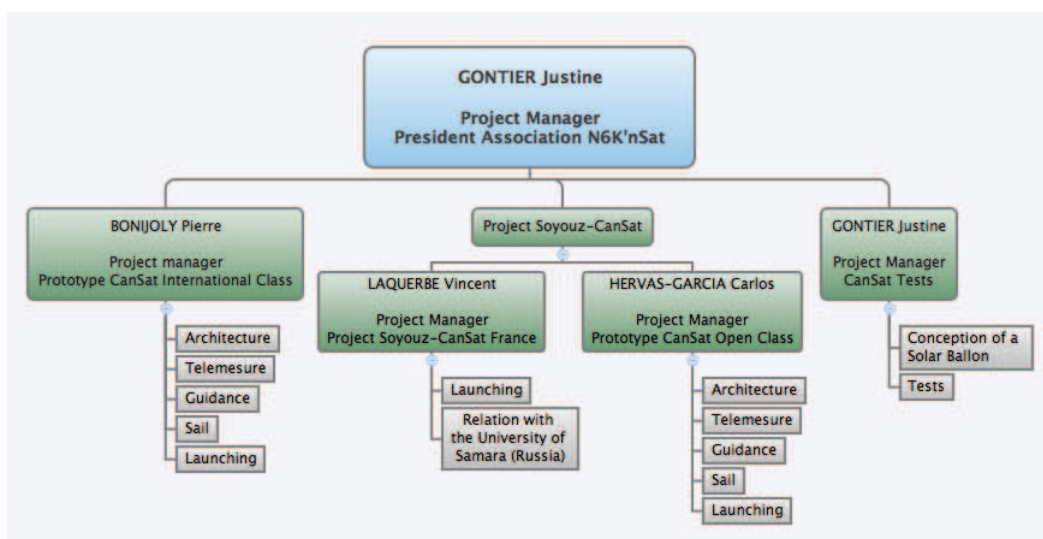 GONTIER Justine
Project Manager
President Association N6K'nSat
BONIJOLY Pierre
Project manager
Prototype CanSat International Class
Architecture
Telemesure
Guidance
Sail
Launching
Project Soyouz-CanSat
LAQUERBE Vincent
Project Manager
Project Soyouz-CanSat France
Launching
Relation with
the University of
Samara (Russia)
HERVAS-GARCIA Carlos
Project Manager
Prototype CanSat Open Class
Architecture
Telemesure
Guidance
Sail
Launching
GONTIER Justine
Project Manager
CanSat Tests
Conception of a
Solar Ballon
Tests